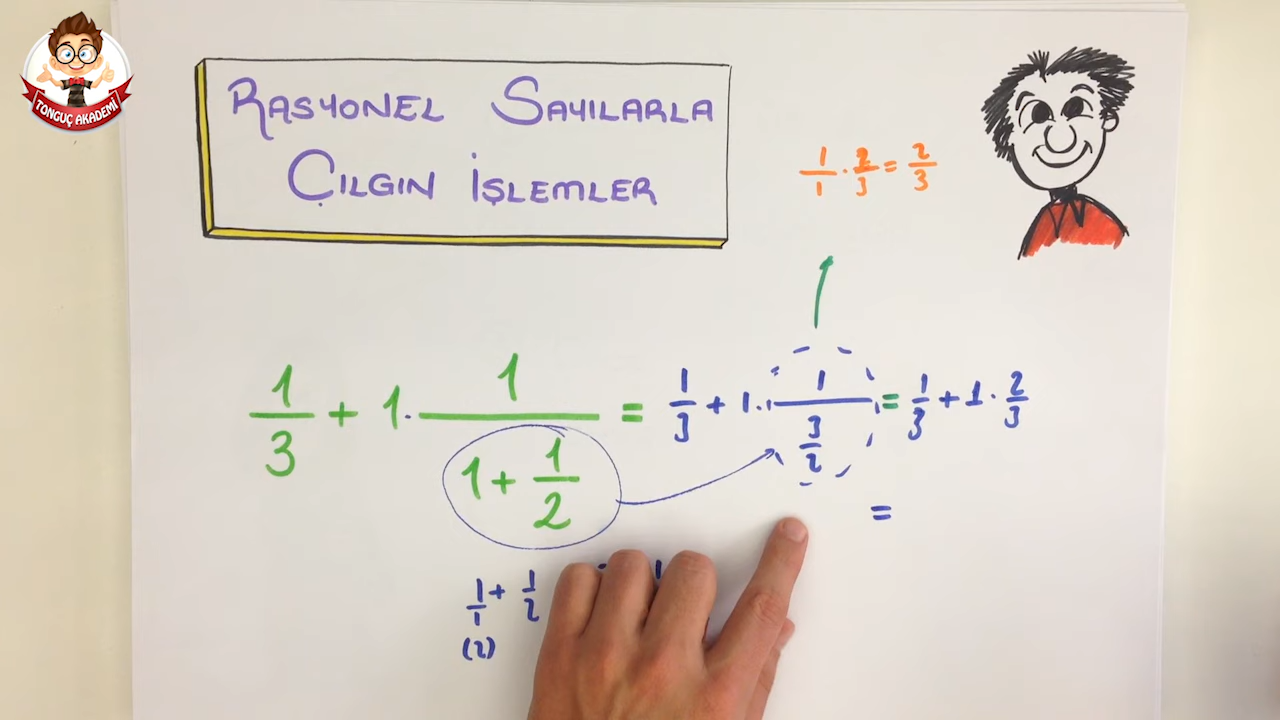 TONGUÇ AKADEMİ
RASYONEL SAYILARLA
ÇILGIN İŞLEMLER
1/1 · 2/3 = 2/3
1/3 + 1 · 1/(1 + 1/2) = 1/3 + 1 · 1/(3/2) = 1/3 + 1 · 2/3
=
1/1 + 1/2
(2)